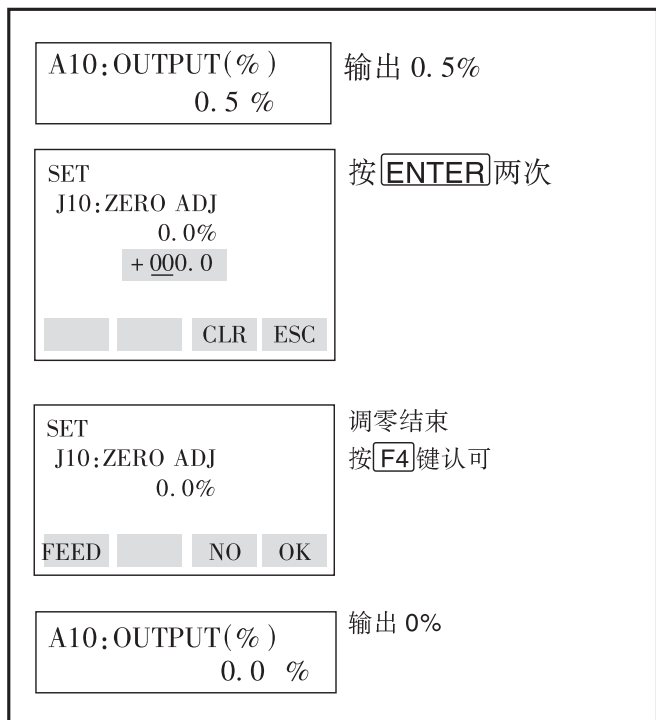 A10:OUTPUT(%)
0.5 %
输出 0.5%
SET
J10:ZERO ADJ
0.0%
+000.0
CLR ESC
按ENTER两次
SET
J10:ZERO ADJ
0.0%
FEED NO OK
调零结束
按F4键认可
A10:OUTPUT(%)
0.0 %
输出 0%